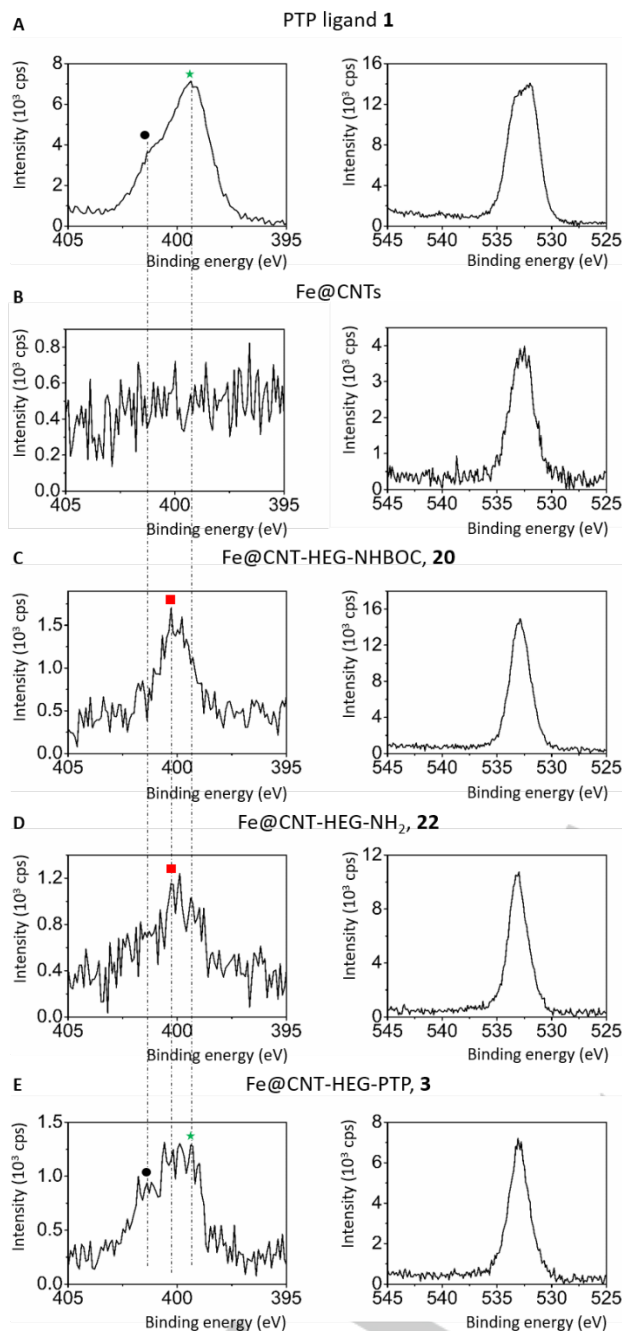 A
PTP ligand 1
Intensity (10³ cps)
8
6
4
2
0
405
400
395
Binding energy (eV)
Intensity (10³ cps)
16
12
8
4
0
545
540
535
530
525
Binding energy (eV)
B
Fe@CNTs
Intensity (10³ cps)
0.8
0.6
0.4
0.2
0.0
405
400
395
Binding energy (eV)
Intensity (10³ cps)
4
3
2
1
0
545
540
535
530
525
Binding energy (eV)
C
Fe@CNT-HEG-NHBOC, 20
Intensity (10³ cps)
1.5
1.0
0.5
0.0
405
400
395
Binding energy (eV)
Intensity (10³ cps)
16
12
8
4
0
545
540
535
530
525
Binding energy (eV)
D
Fe@CNT-HEG-NH₂, 22
Intensity (10³ cps)
1.2
0.8
0.4
0.0
405
400
395
Binding energy (eV)
Intensity (10³ cps)
12
8
4
0
545
540
535
530
525
Binding energy (eV)
E
Fe@CNT-HEG-PTP, 3
Intensity (10³ cps)
1.5
1.0
0.5
0.0
405
400
395
Binding energy (eV)
Intensity (10³ cps)
8
6
4
2
0
545
540
535
530
525
Binding energy (eV)